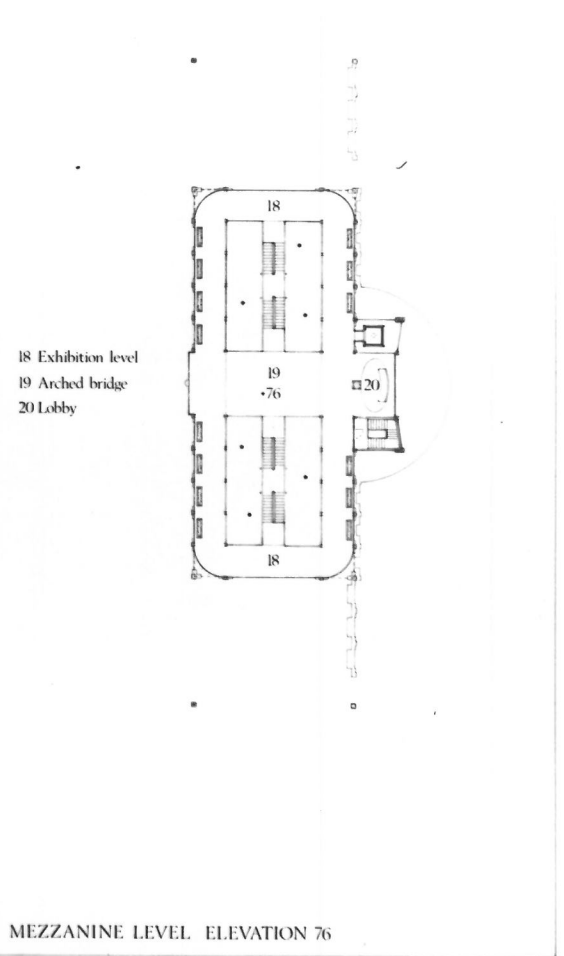 18
18 Exhibition level
19 Arched bridge
20 Lobby
19
76
20
18
MEZZANINE LEVEL ELEVATION 76